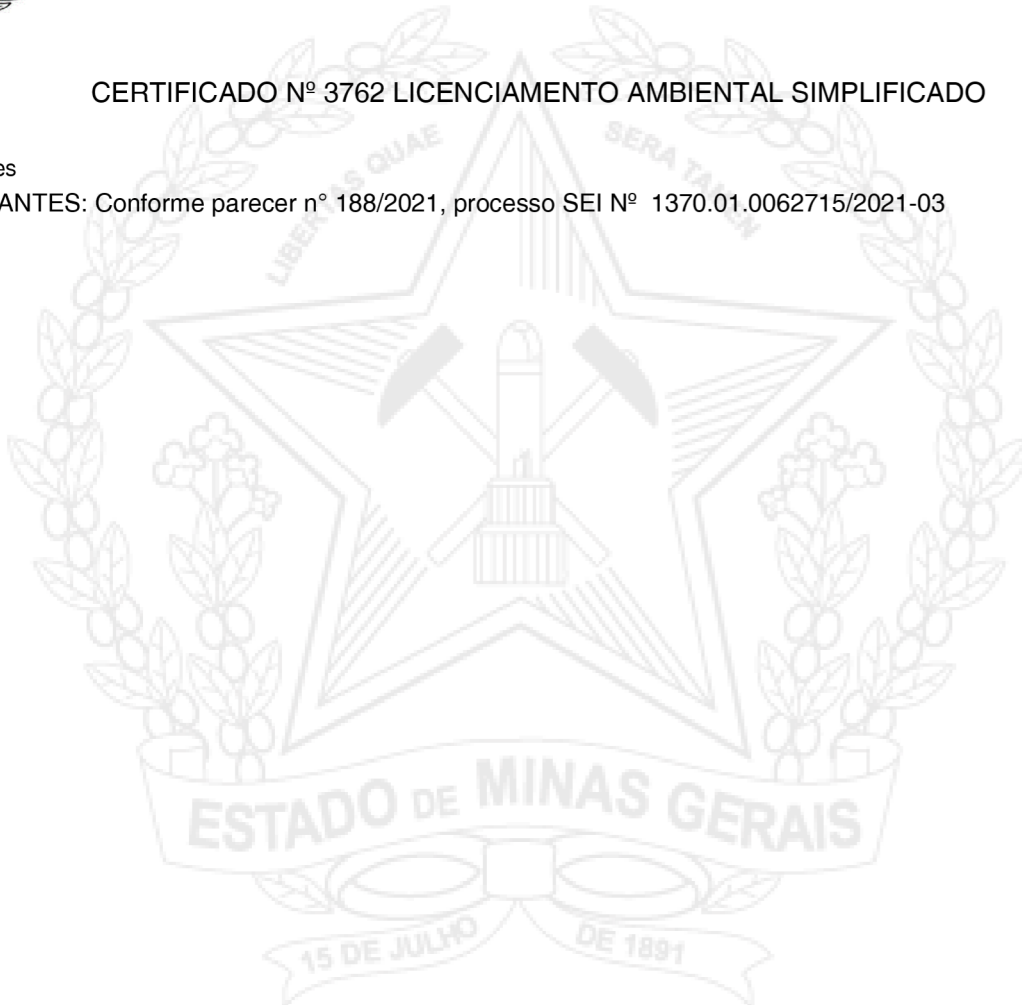 CERTIFICADO Nº 3762 LICENCIAMENTO AMBIENTAL SIMPLIFICADO
es
ANTES: Conforme parecer n° 188/2021, processo SEI Nº 1370.01.0062715/2021-03
LIBERTAS QUAE SERA TAMEN
ESTADO DE MINAS GERAIS
15 DE JULHO DE 1891